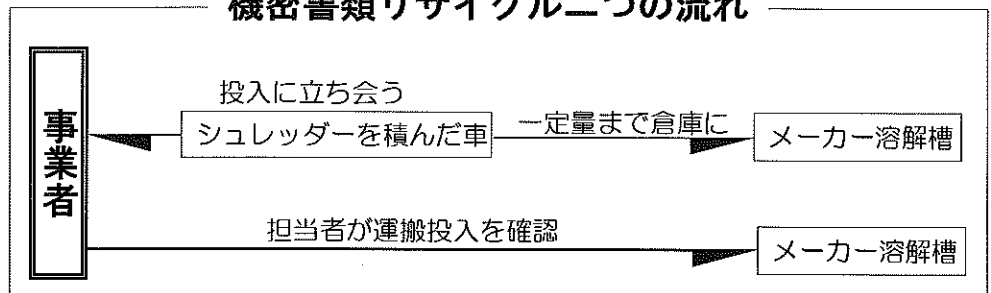 機密書類リサイクル二つの流れ
事業者
投入に立ち会う
シュレッダーを積んだ車
一定量まで倉庫に
メーカー溶解槽
担当者が運搬投入を確認
メーカー溶解槽